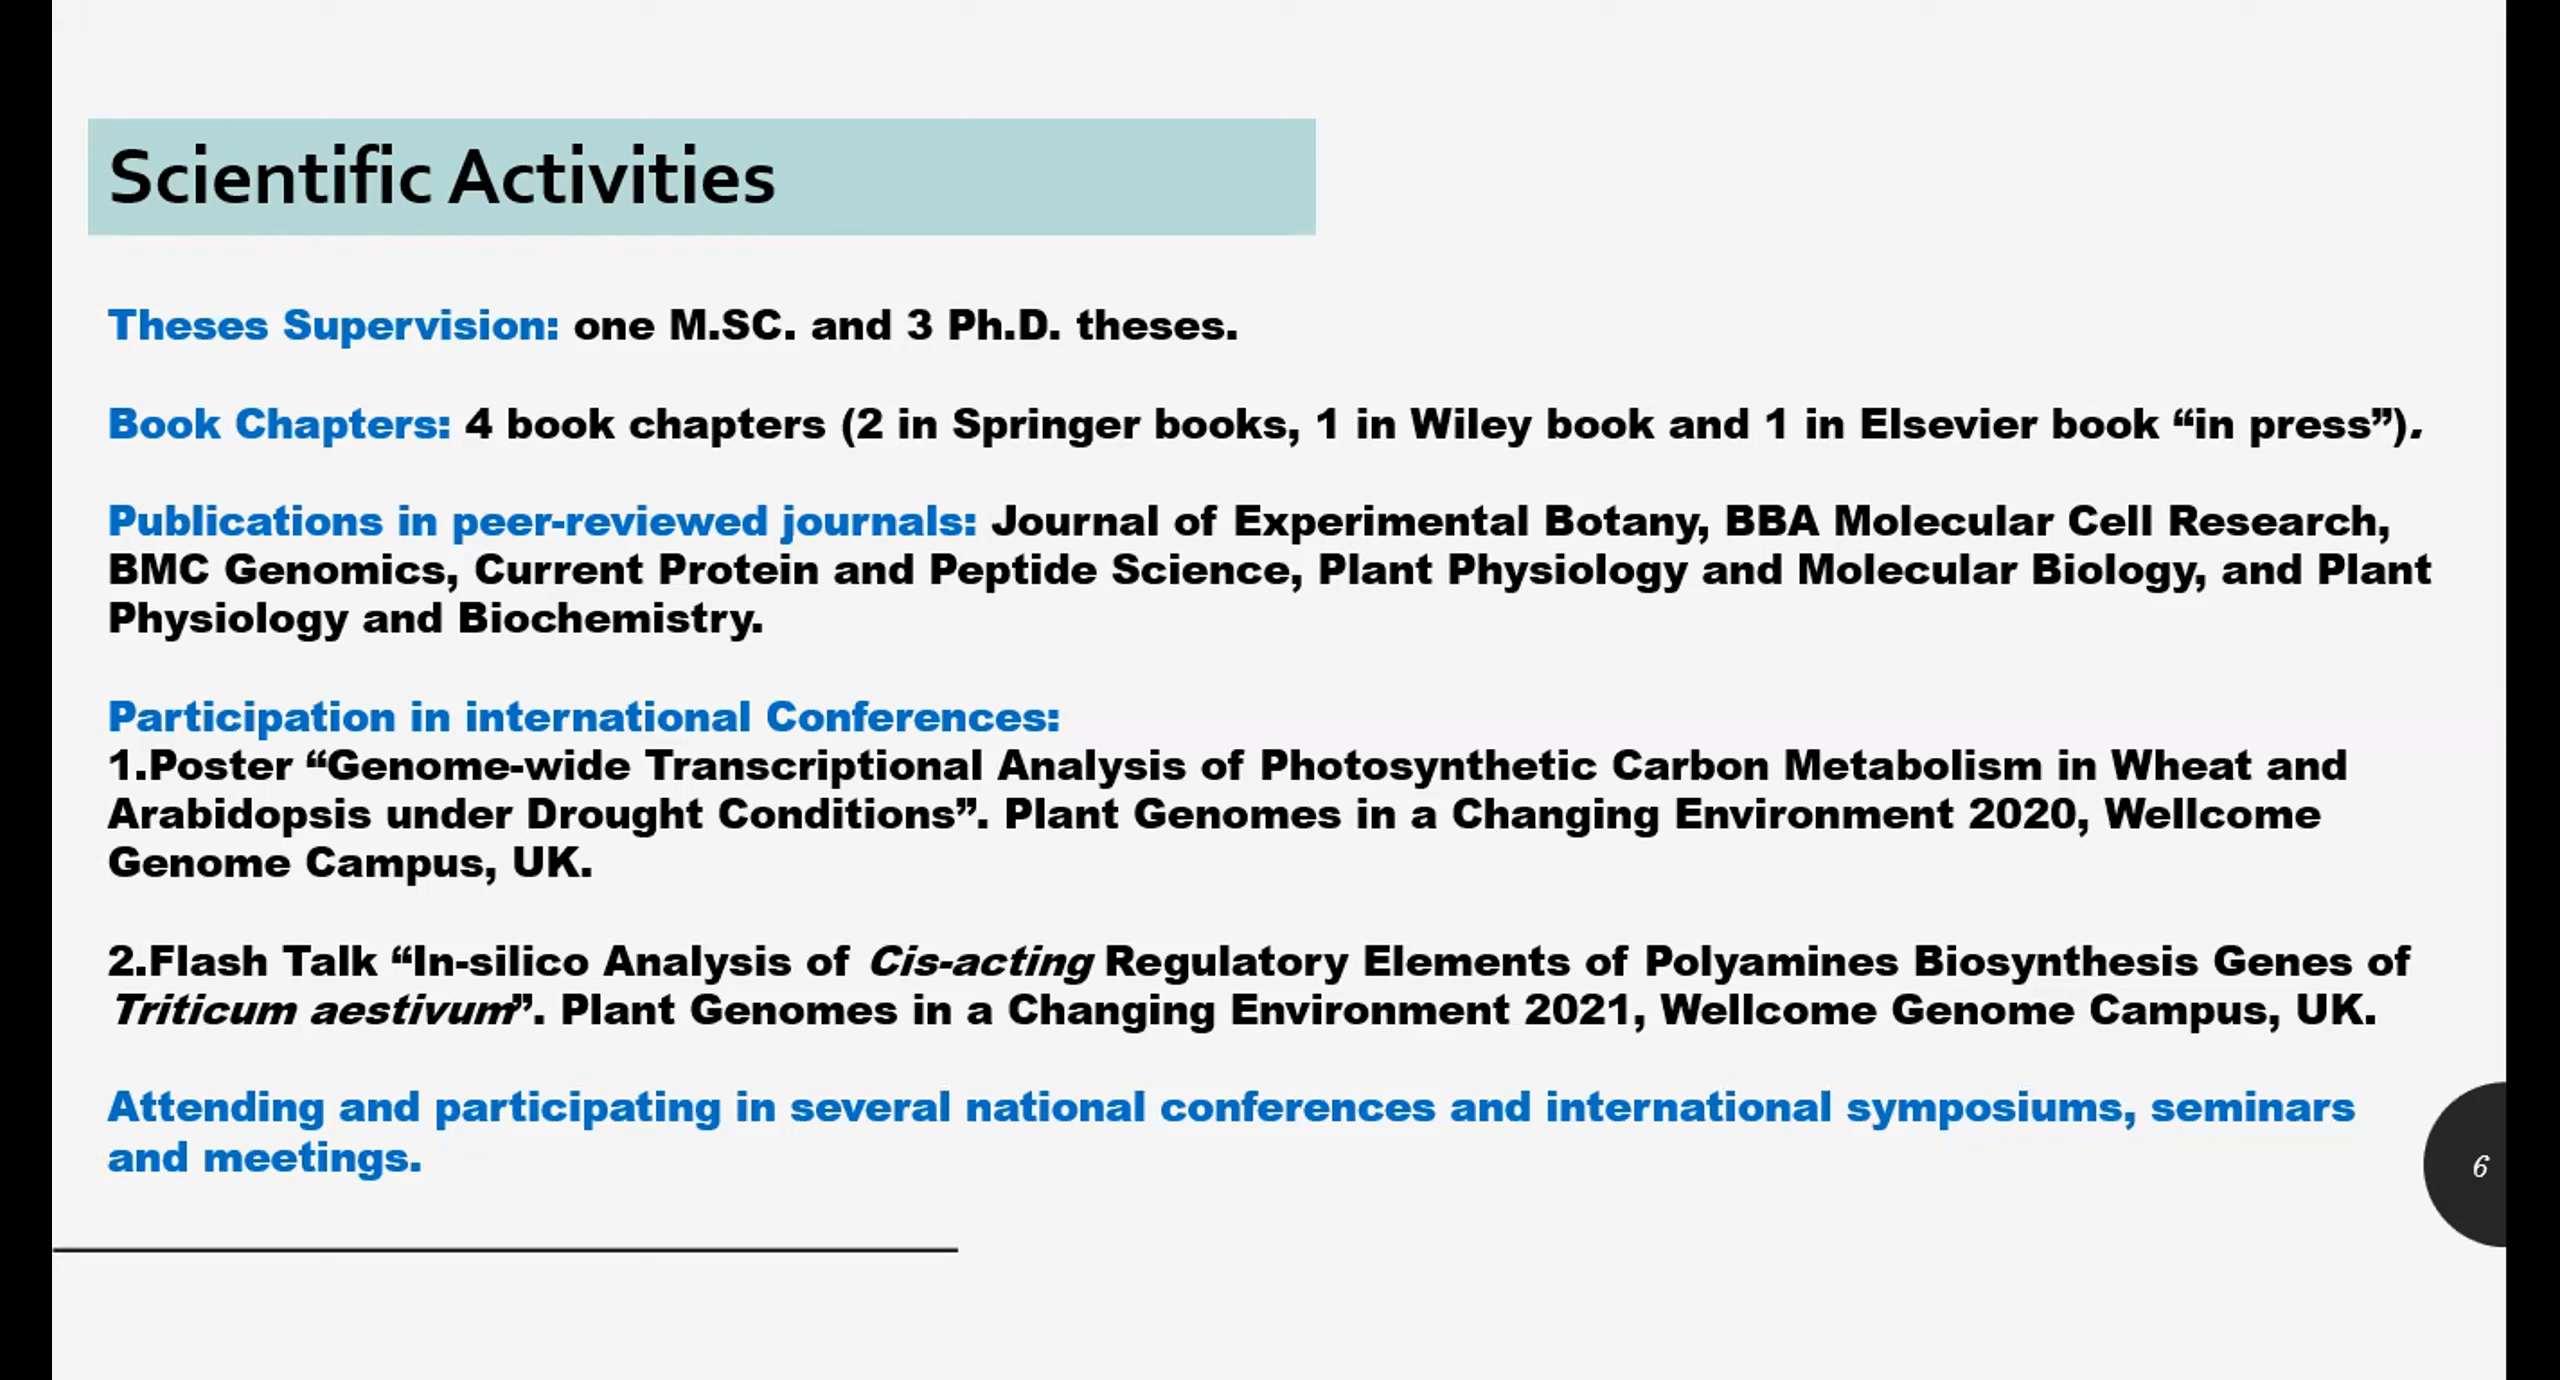 Scientific Activities
Theses Supervision: one M.SC. and 3 Ph.D. theses.
Book Chapters: 4 book chapters (2 in Springer books, 1 in Wiley book and 1 in Elsevier book “in press”).
Publications in peer-reviewed journals: Journal of Experimental Botany, BBA Molecular Cell Research,
BMC Genomics, Current Protein and Peptide Science, Plant Physiology and Molecular Biology, and Plant
Physiology and Biochemistry.
Participation in international Conferences:
1.Poster “Genome-wide Transcriptional Analysis of Photosynthetic Carbon Metabolism in Wheat and
Arabidopsis under Drought Conditions”. Plant Genomes in a Changing Environment 2020, Wellcome
Genome Campus, UK.
2.Flash Talk “In-silico Analysis of Cis-acting Regulatory Elements of Polyamines Biosynthesis Genes of
Triticum aestivum”. Plant Genomes in a Changing Environment 2021, Wellcome Genome Campus, UK.
Attending and participating in several national conferences and international symposiums, seminars
and meetings.
6